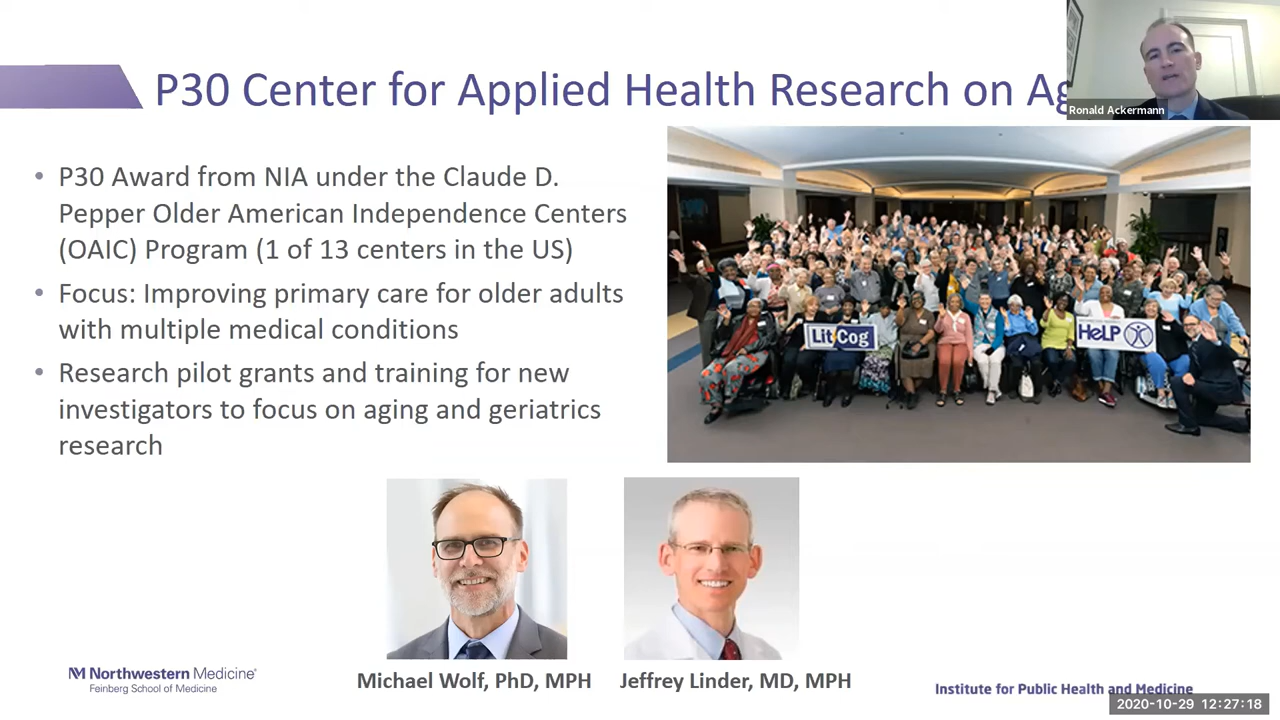 P30 Center for Applied Health Research on Ag
Ronald Ackermann
• P30 Award from NIA under the Claude D.
Pepper Older American Independence Centers
(OAIC) Program (1 of 13 centers in the US)
• Focus: Improving primary care for older adults
with multiple medical conditions
• Research pilot grants and training for new
investigators to focus on aging and geriatrics
research
LitCog
HeLP
Michael Wolf, PhD, MPH
Jeffrey Linder, MD, MPH
NM Northwestern Medicine®
Feinberg School of Medicine
Institute for Public Health and Medicine
2020-10-29 12:27:18